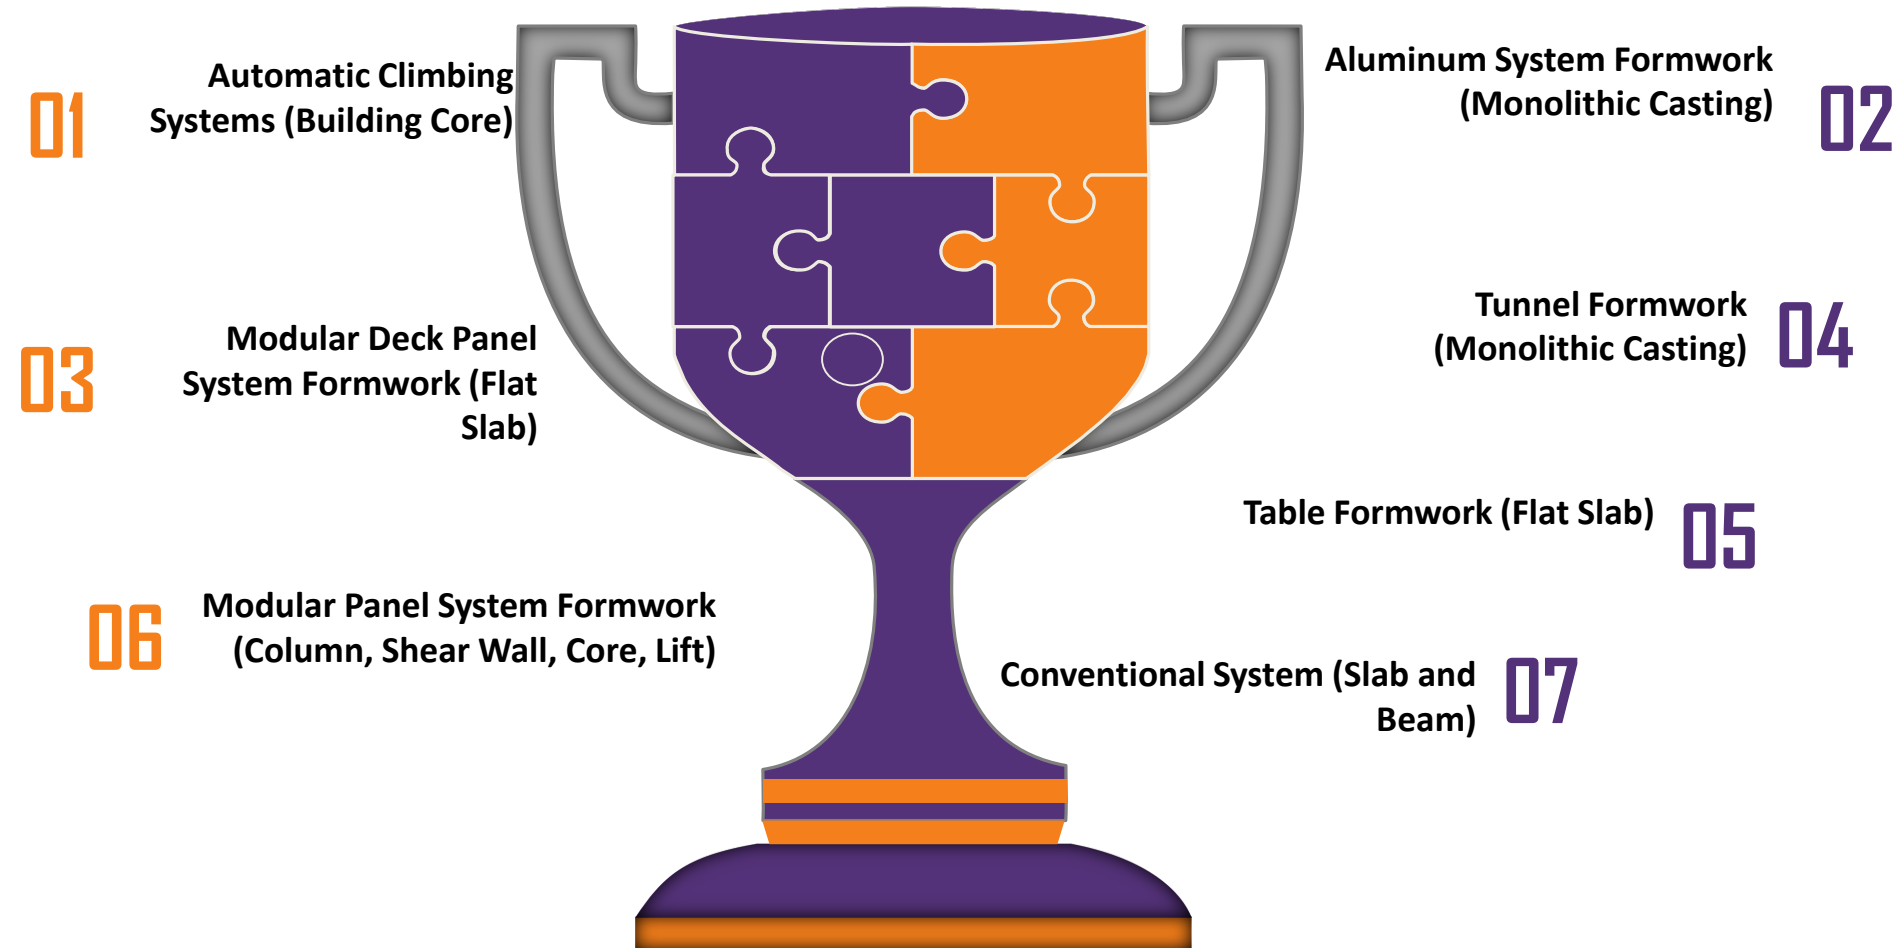 01
Automatic Climbing
Systems (Building Core)
Aluminum System Formwork
(Monolithic Casting)
02
03
Modular Deck Panel
System Formwork (Flat
Slab)
Tunnel Formwork
(Monolithic Casting)
04
Table Formwork (Flat Slab)
05
06
Modular Panel System Formwork
(Column, Shear Wall, Core, Lift)
Conventional System (Slab and
Beam)
07